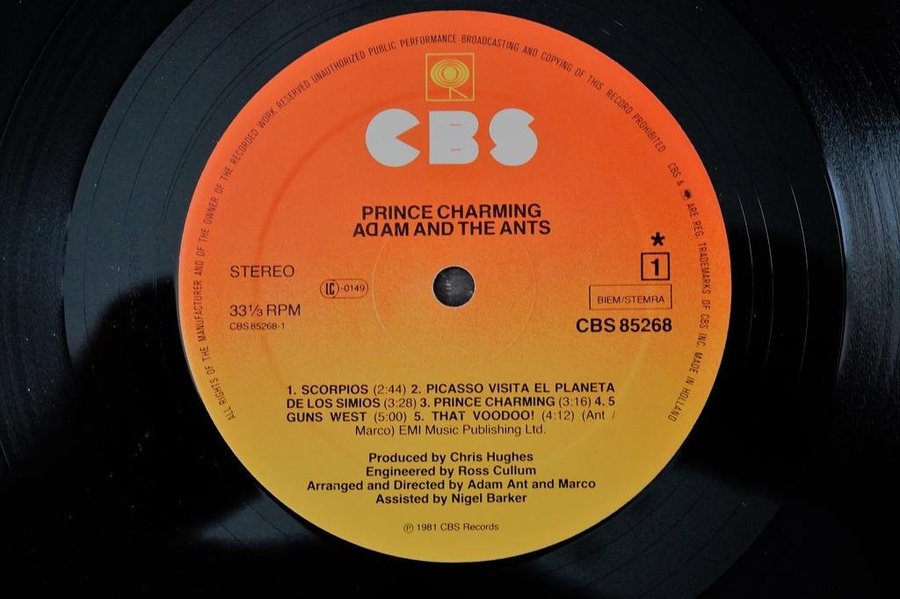 ALL RIGHTS OF THE MANUFACTURER AND OF THE OWNER OF THE RECORDED WORK RESERVED UNAUTHORIZED PUBLIC PERFORMANCE BROADCASTING AND COPYING OF THIS RECORD PROHIBITED
CBS & ARE REG. TRADEMARKS OF CBS INC. MADE IN HOLLAND
CBS
PRINCE CHARMING
ADAM AND THE ANTS
STEREO
LC-0149
33⅓ RPM
CBS 85268-1
*
1
BIEM/STEMRA
CBS 85268
1. SCORPIOS (2:44) 2. PICASSO VISITA EL PLANETA
DE LOS SIMIOS (3:28) 3. PRINCE CHARMING (3:16) 4. 5
GUNS WEST (5:00) 5. THAT VOODOO! (4:12) (Ant /
Marco) EMI Music Publishing Ltd.
Produced by Chris Hughes
Engineered by Ross Cullum
Arranged and Directed by Adam Ant and Marco
Assisted by Nigel Barker
℗ 1981 CBS Records